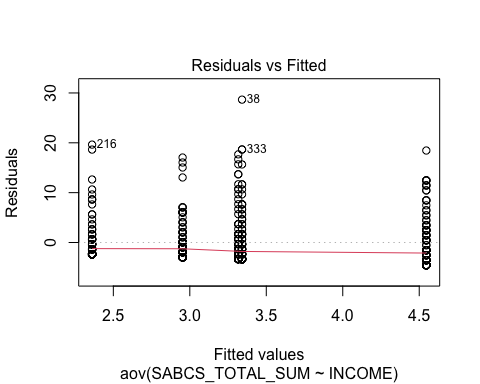 Residuals vs Fitted
Residuals
30
20
10
0
38
216
333
2.5 3.0 3.5 4.0 4.5
Fitted values
aov(SABCS_TOTAL_SUM ~ INCOME)